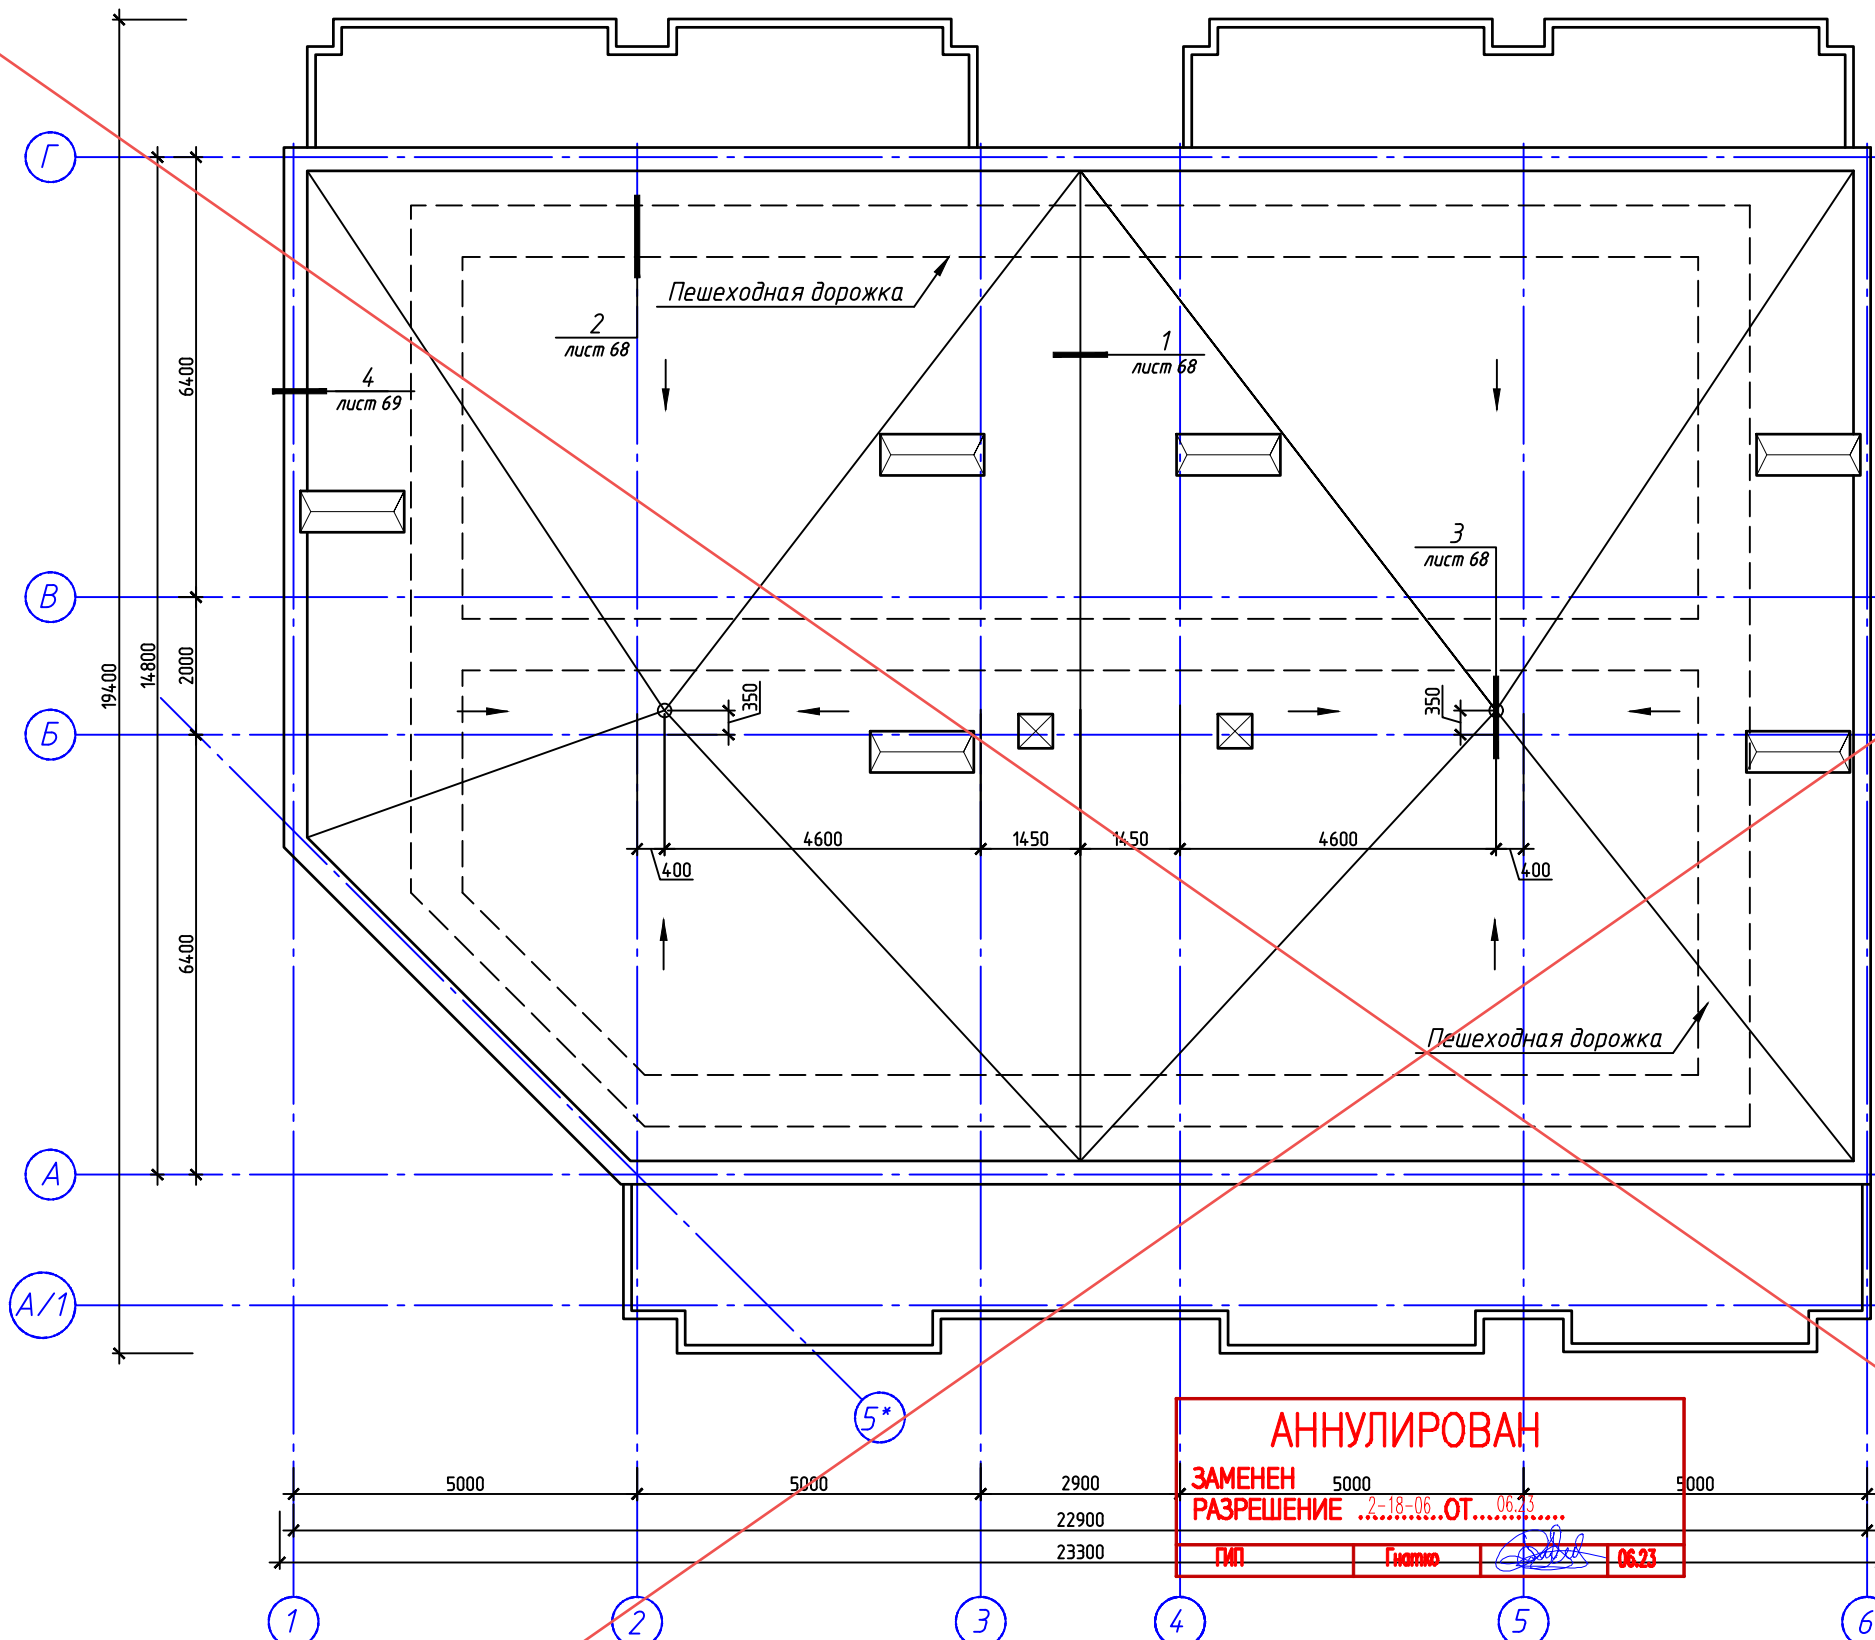 Г
Пешеходная дорожка
2
лист 68
1
лист 68
4
лист 69
6400
3
лист 68
В
19400
14800
2000
350
350
Б
4600
1450
1450
4600
400
400
6400
Пешеходная дорожка
А
А/1
5*
АННУЛИРОВАН
ЗАМЕНЕН
РАЗРЕШЕНИЕ 2-18-06 ОТ 06.23
ГИП Гнатко 06.23
5000
5000
2900
5000
5000
22900
23300
1
2
3
4
5
6